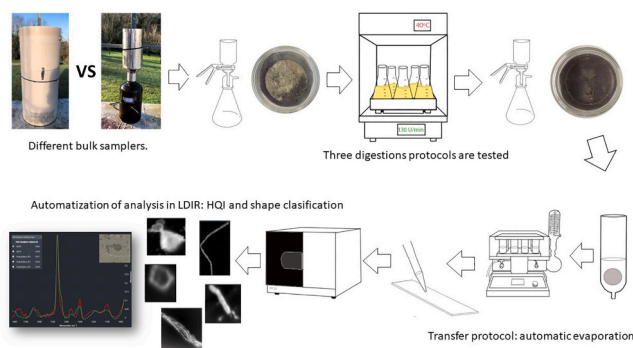 VS
40°C
130 U/min
Different bulk samplers.
Three digestions protocols are tested
Automatization of analysis in LDIR: HQI and shape clasification
Transfer protocol: automatic evaporation